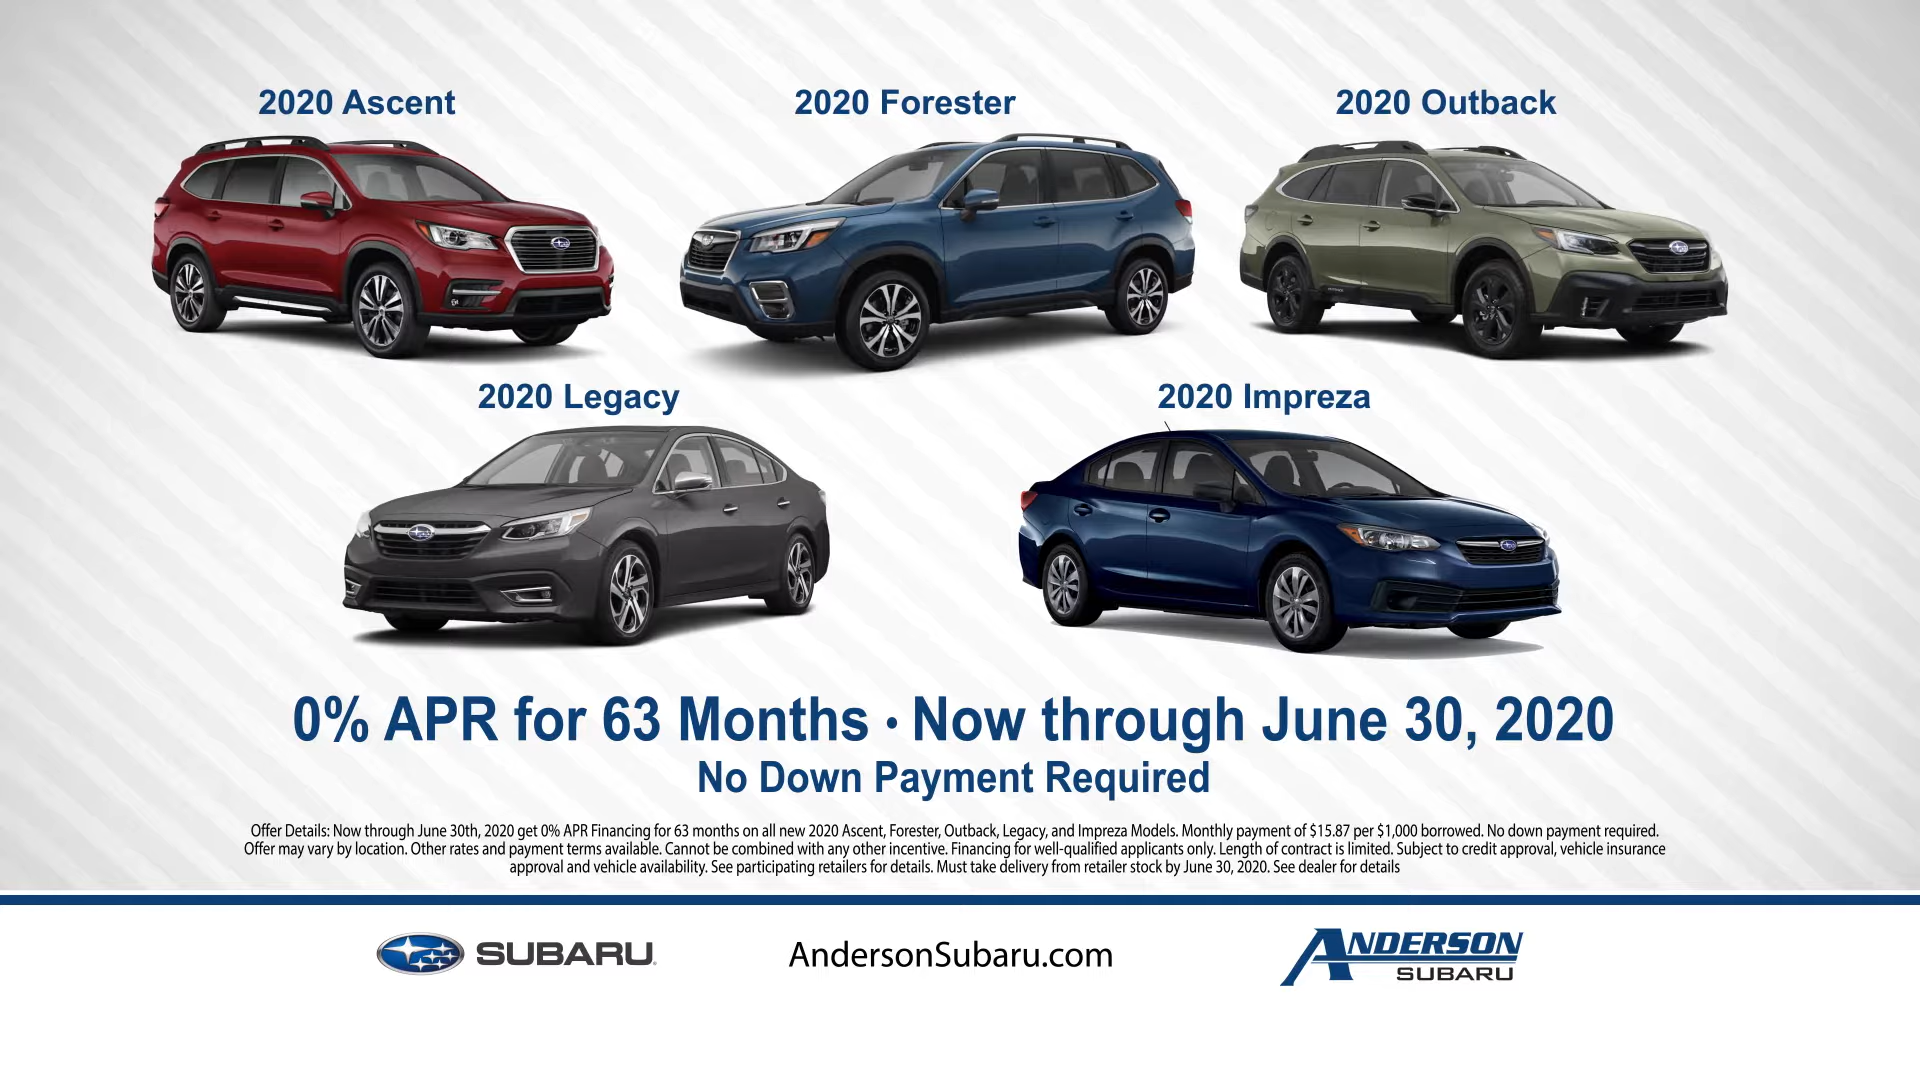 2020 Ascent
2020 Forester
2020 Outback
2020 Legacy
2020 Impreza
0% APR for 63 Months • Now through June 30, 2020
No Down Payment Required
Offer Details: Now through June 30th, 2020 get 0% APR Financing for 63 months on all new 2020 Ascent, Forester, Outback, Legacy, and Impreza Models. Monthly payment of $15.87 per $1,000 borrowed. No down payment required.
Offer may vary by location. Other rates and payment terms available. Cannot be combined with any other incentive. Financing for well-qualified applicants only. Length of contract is limited. Subject to credit approval, vehicle insurance
approval and vehicle availability. See participating retailers for details. Must take delivery from retailer stock by June 30, 2020. See dealer for details
SUBARU
AndersonSubaru.com
ANDERSON
SUBARU